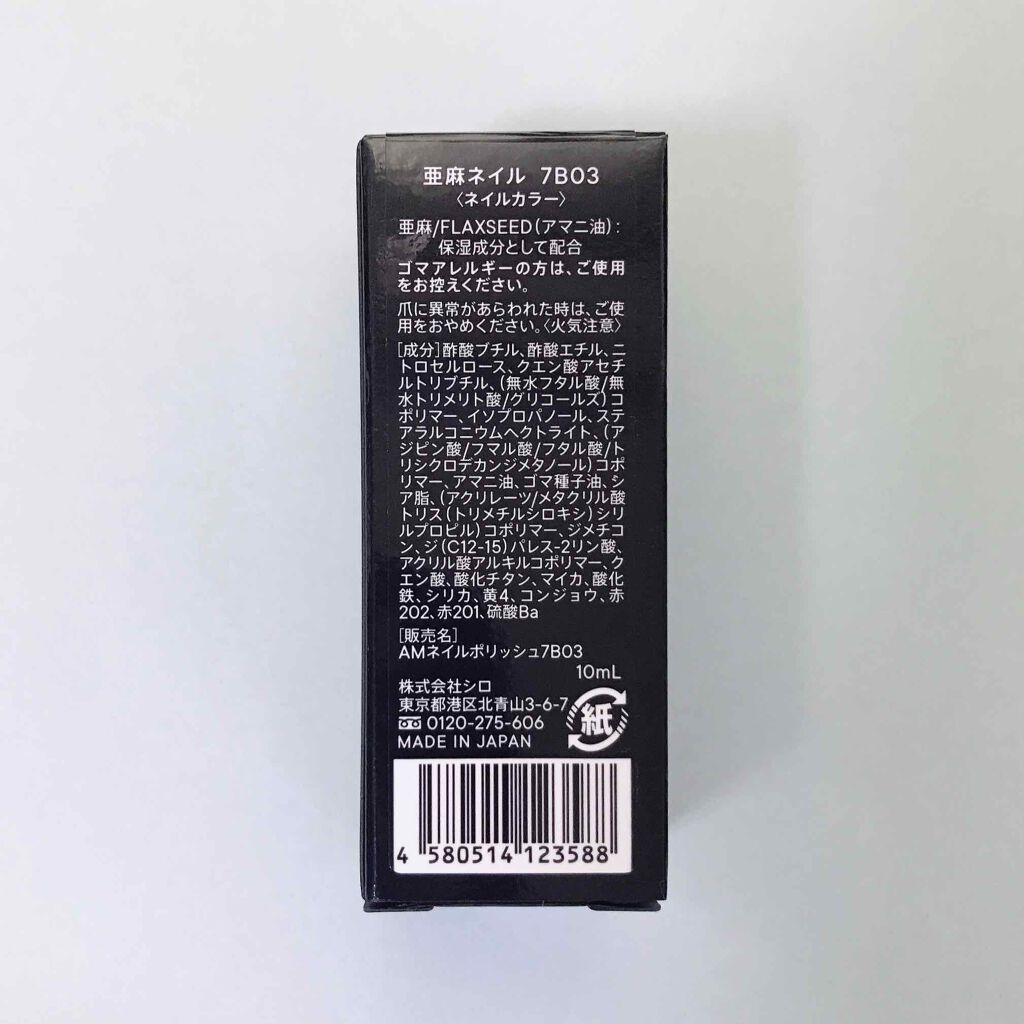 亜麻ネイル 7B03
〈ネイルカラー〉
亜麻/FLAXSEED(アマニ油):
保湿成分として配合
ゴマアレルギーの方は、ご使用
をお控えください。
爪に異常があらわれた時は、ご使
用をおやめください。〈火気注意〉
[成分]酢酸ブチル、酢酸エチル、ニ
トロセルロース、クエン酸アセチ
ルトリブチル、(無水フタル酸/無
水トリメリト酸/グリコールズ)コ
ポリマー、イソプロパノール、ステ
アラルコニウムヘクトライト、(ア
ジピン酸/フマル酸/フタル酸/ト
リシクロデカンジメタノール)コポ
リマー、アマニ油、ゴマ種子油、シ
ア脂、(アクリレーツ/メタクリル酸
トリス(トリメチルシロキシ)シリ
ルプロピル)コポリマー、ジメチコ
ン、ジ(C12-15)パレス-2リン酸、
アクリル酸アルキルコポリマー、ク
エン酸、酸化チタン、マイカ、酸化
鉄、シリカ、黄4、コンジョウ、赤
202、赤201、硫酸Ba
[販売名]
AMネイルポリッシュ7B03
10mL
株式会社シロ
東京都港区北青山3-6-7
0120-275-606
MADE IN JAPAN
紙
4 580514 123588